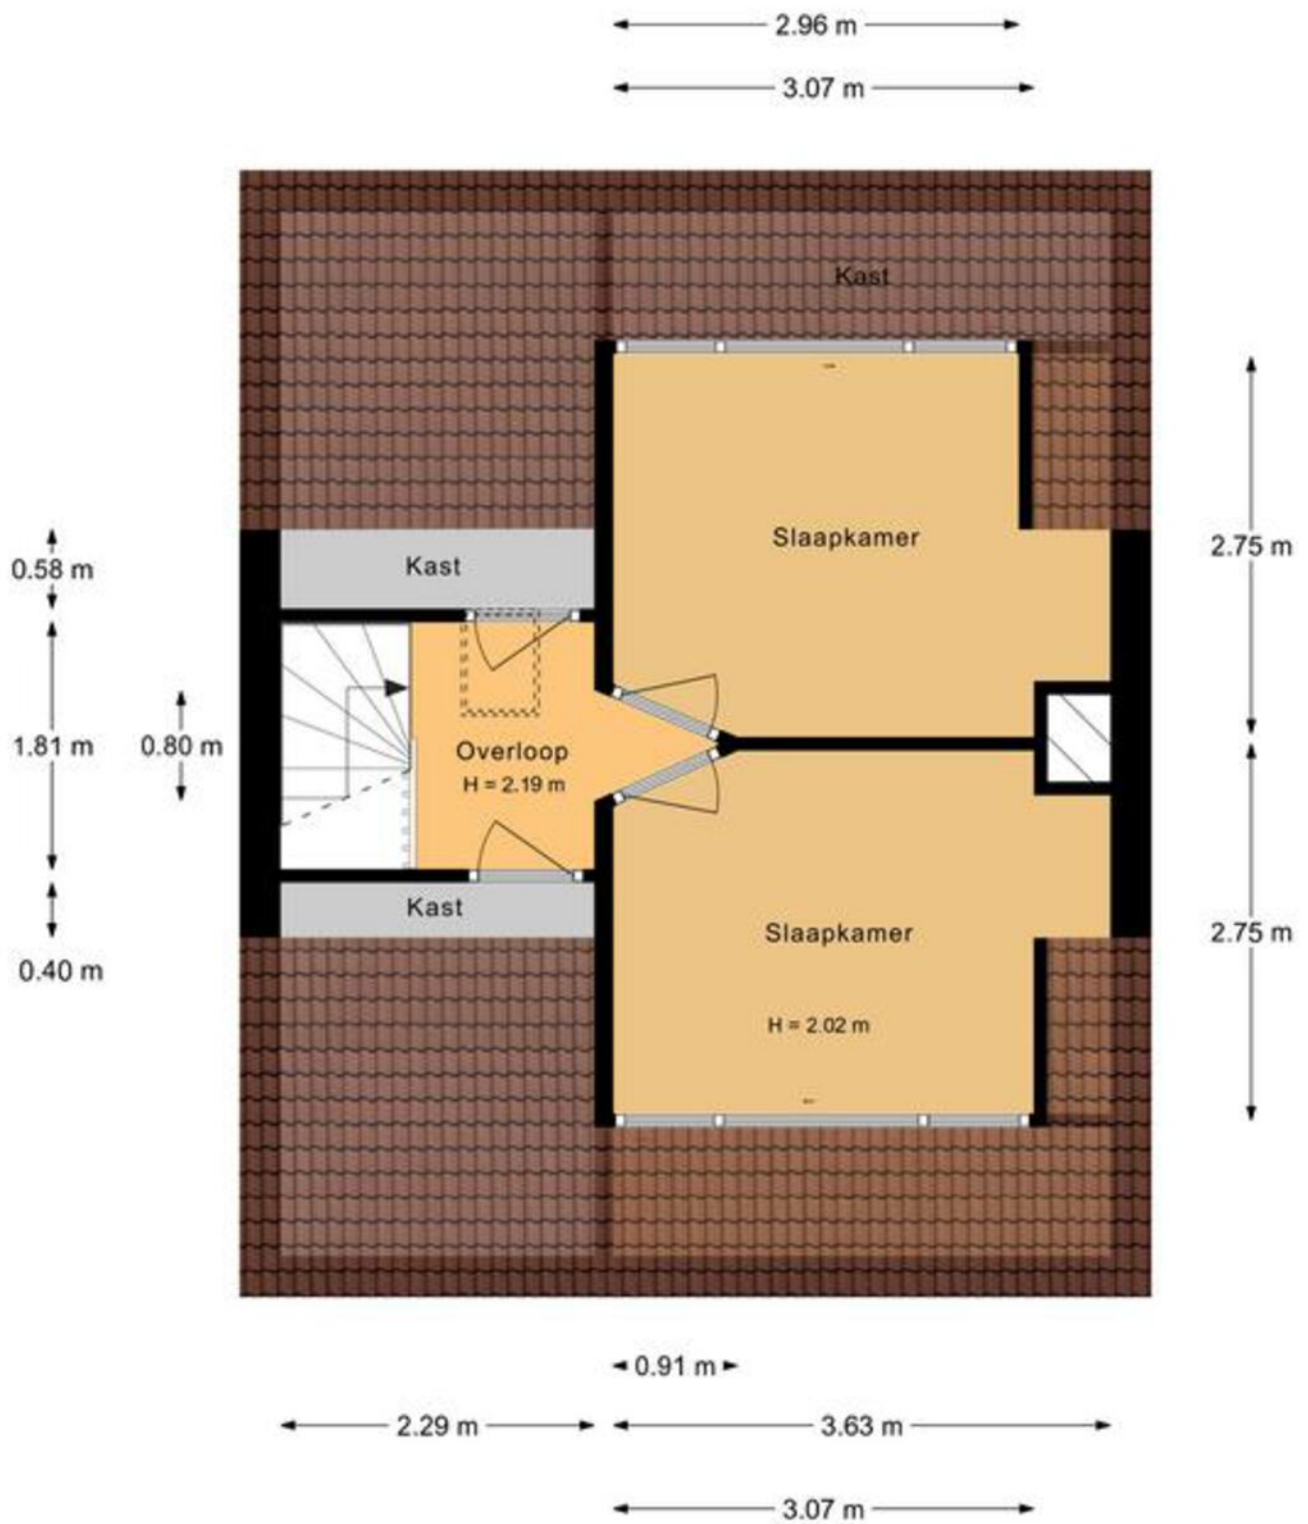 2.96 m
3.07 m
Kast
Slaapkamer
2.75 m
0.58 m
Kast
1.81 m
0.80 m
Overloop
H = 2.19 m
Kast
Slaapkamer
2.75 m
0.40 m
H = 2.02 m
0.91 m
2.29 m
3.63 m
3.07 m